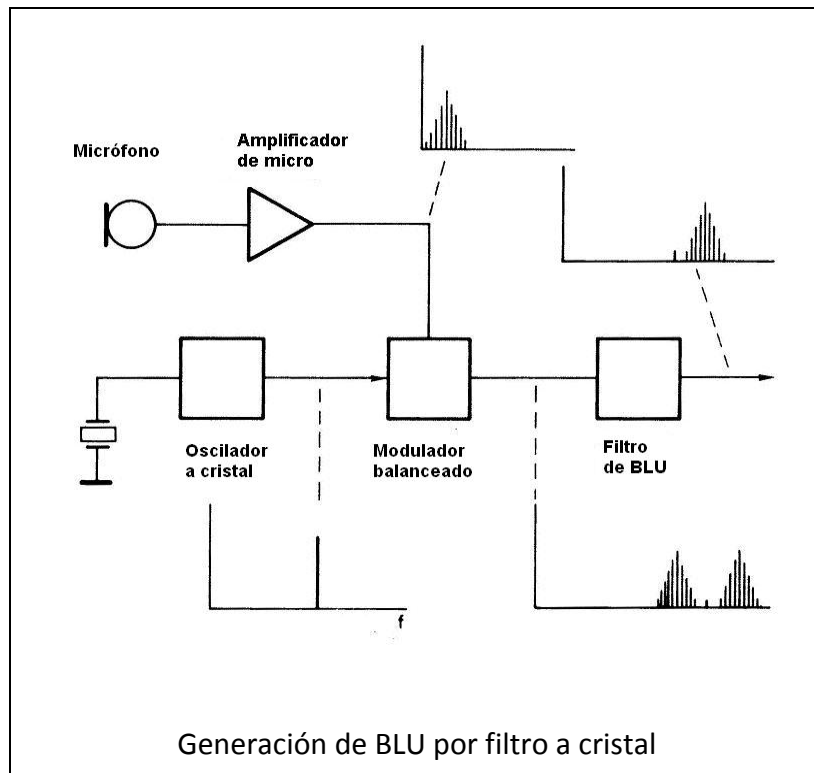 Micrófono
Amplificador
de micro
Oscilador
a cristal
Modulador
balanceado
Filtro
de BLU
f
Generación de BLU por filtro a cristal